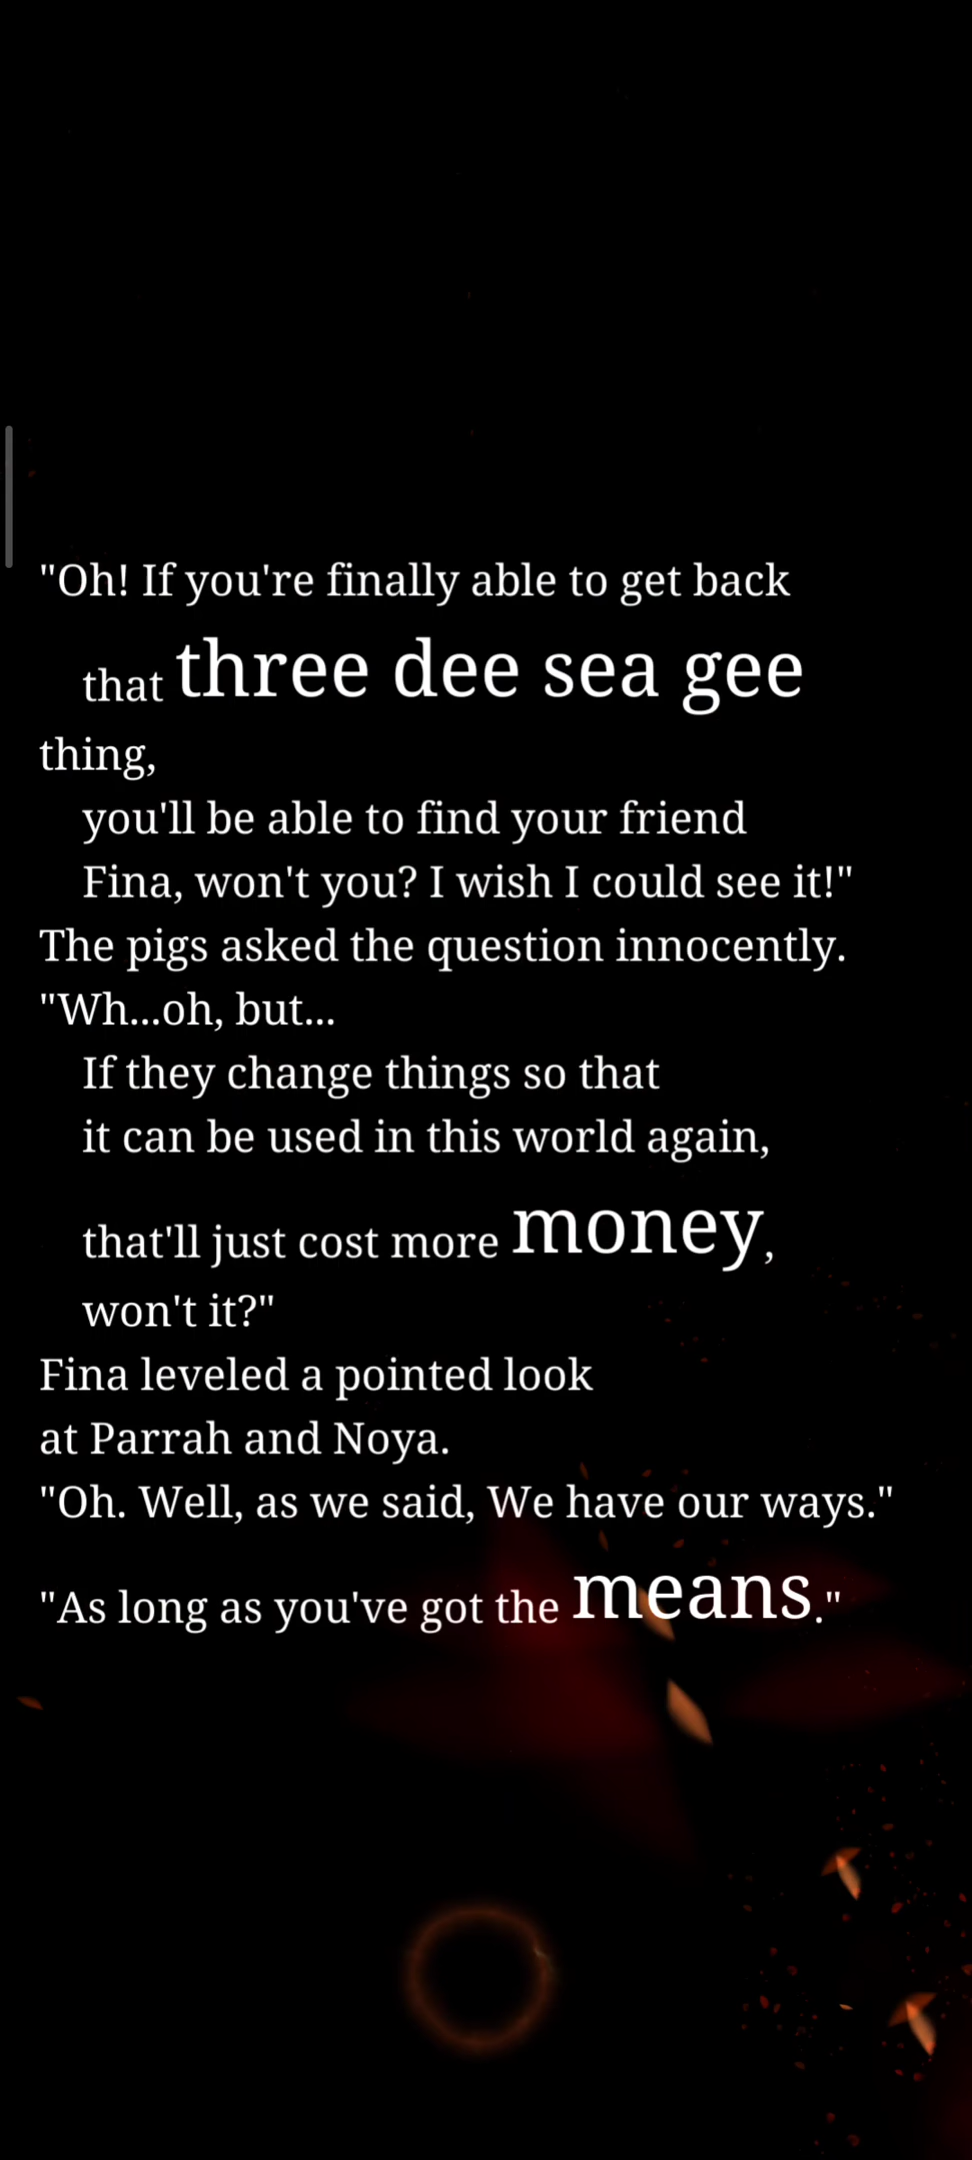 "Oh! If you're finally able to get back
that three dee sea gee
thing,
you'll be able to find your friend
Fina, won't you? I wish I could see it!"
The pigs asked the question innocently.
"Wh...oh, but...
If they change things so that
it can be used in this world again,
that'll just cost more money,
won't it?"
Fina leveled a pointed look
at Parrah and Noya.
"Oh. Well, as we said, We have our ways."
"As long as you've got the means."